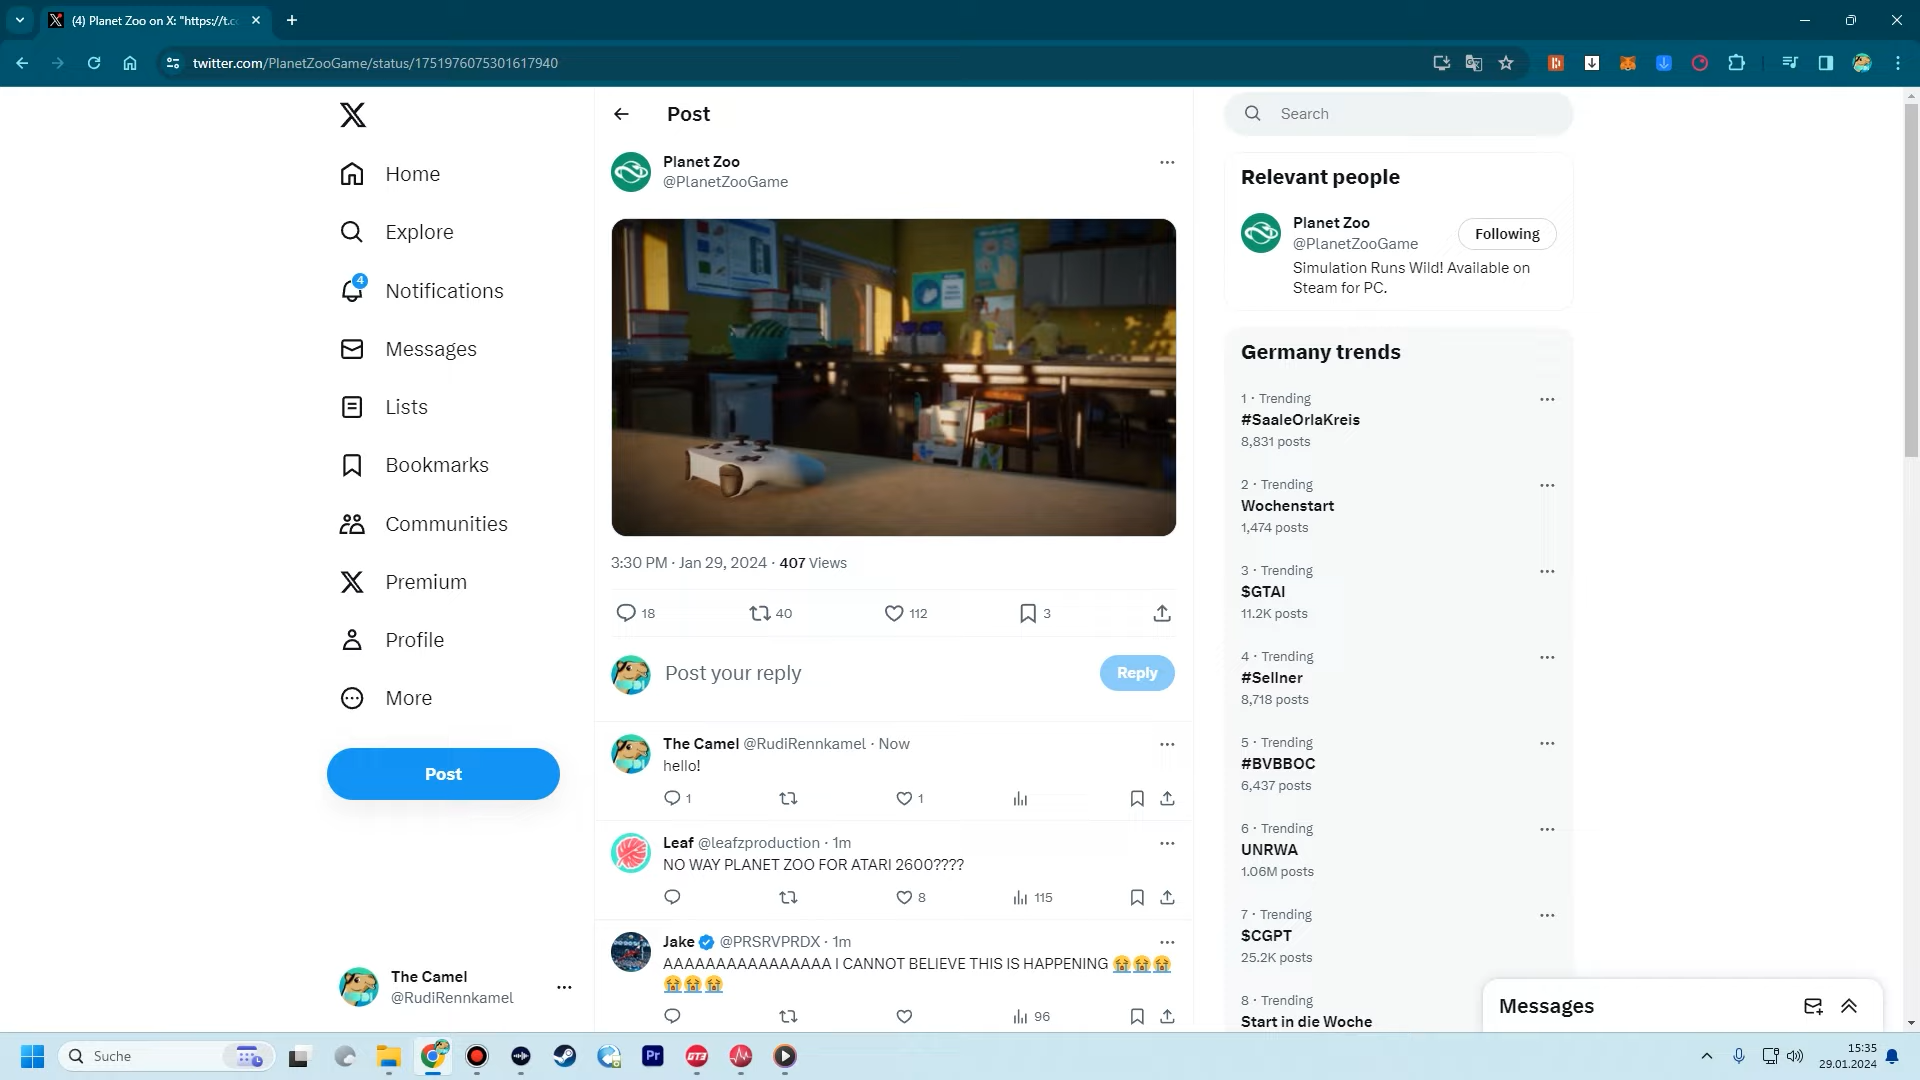 (4) Planet Zoo on X: "https://t.c
twitter.com/PlanetZooGame/status/1751976075301617940
Home
Explore
4
Notifications
Messages
Lists
Bookmarks
Communities
Premium
Profile
More
Post
The Camel
@RudiRennkamel
Post
Planet Zoo
@PlanetZooGame
3:30 PM · Jan 29, 2024 · 407 Views
18 40 112 3
Post your reply
Reply
The Camel @RudiRennkamel · Now
hello!
1 1
Leaf @leafzproduction · 1m
NO WAY PLANET ZOO FOR ATARI 2600????
8 115
Jake @PRSRVPRDX · 1m
AAAAAAAAAAAAAAAA I CANNOT BELIEVE THIS IS HAPPENING 😭😭😭
😭😭😭
96
Search
Relevant people
Planet Zoo
@PlanetZooGame
Following
Simulation Runs Wild! Available on
Steam for PC.
Germany trends
1 · Trending
#SaaleOrlaKreis
8,831 posts
2 · Trending
Wochenstart
1,474 posts
3 · Trending
$GTAI
11.2K posts
4 · Trending
#Sellner
8,718 posts
5 · Trending
#BVBBOC
6,437 posts
6 · Trending
UNRWA
1.06M posts
7 · Trending
$CGPT
25.2K posts
8 · Trending
Start in die Woche
Messages
Suche
Pr
GT3
15:35
29.01.2024